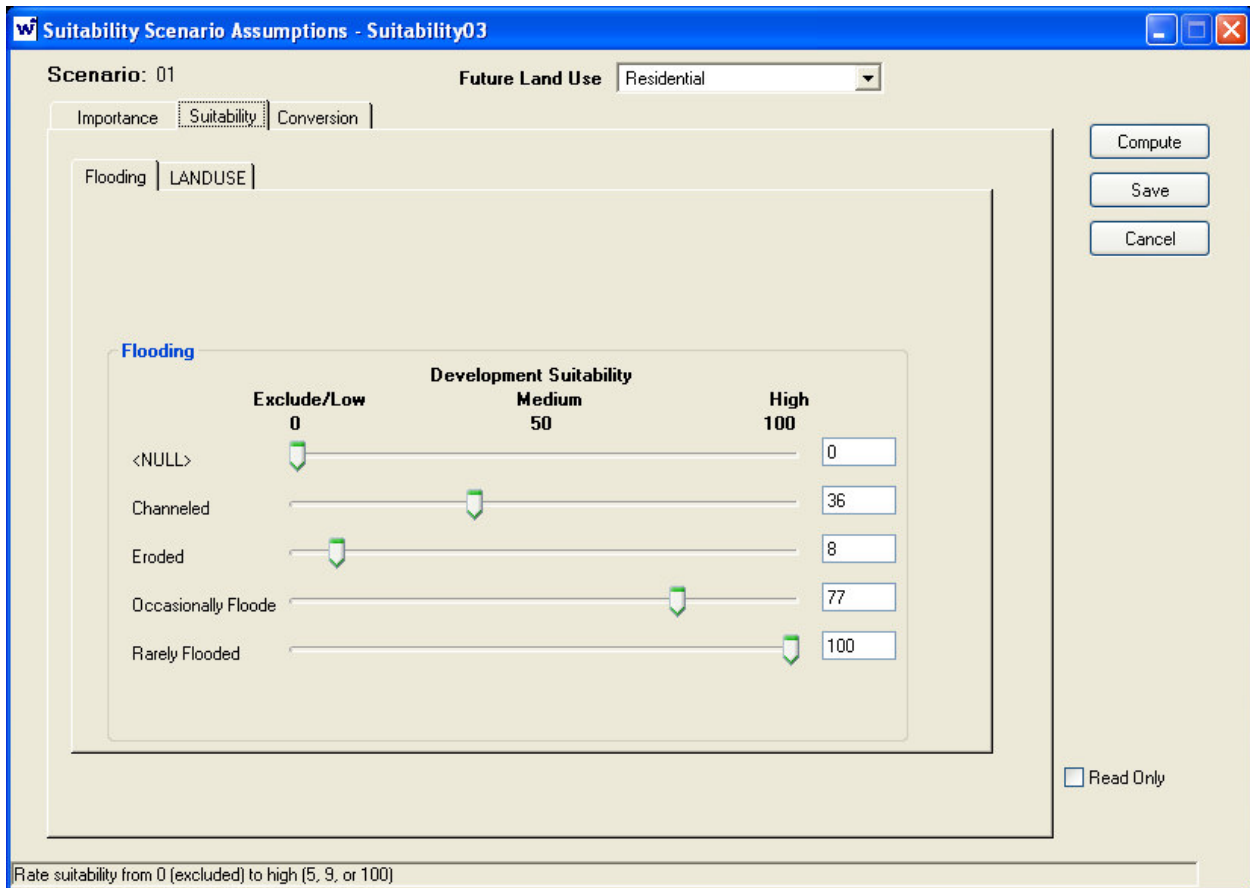 Suitability Scenario Assumptions - Suitability03
Scenario: 01
Future Land Use Residential
Importance Suitability Conversion
Compute
Save
Cancel
Flooding LANDUSE
Flooding
Development Suitability
Exclude/Low Medium High
0 50 100
<NULL> 0
Channeled 36
Eroded 8
Occasionally Floode 77
Rarely Flooded 100
Read Only
Rate suitability from 0 (excluded) to high (5, 9, or 100)